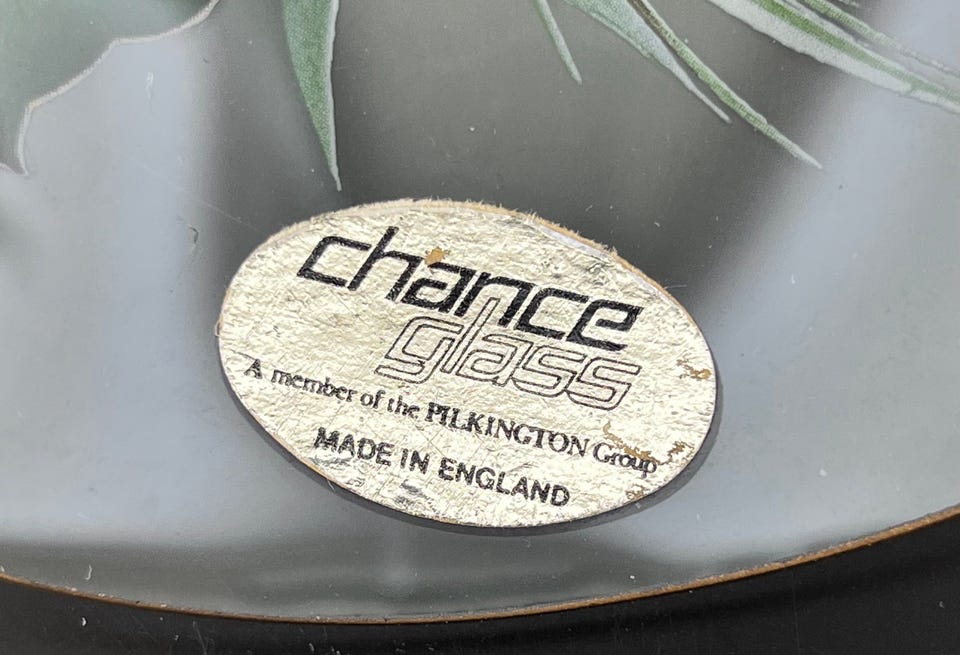 chance
glass
A member of the PILKINGTON Group
MADE IN ENGLAND